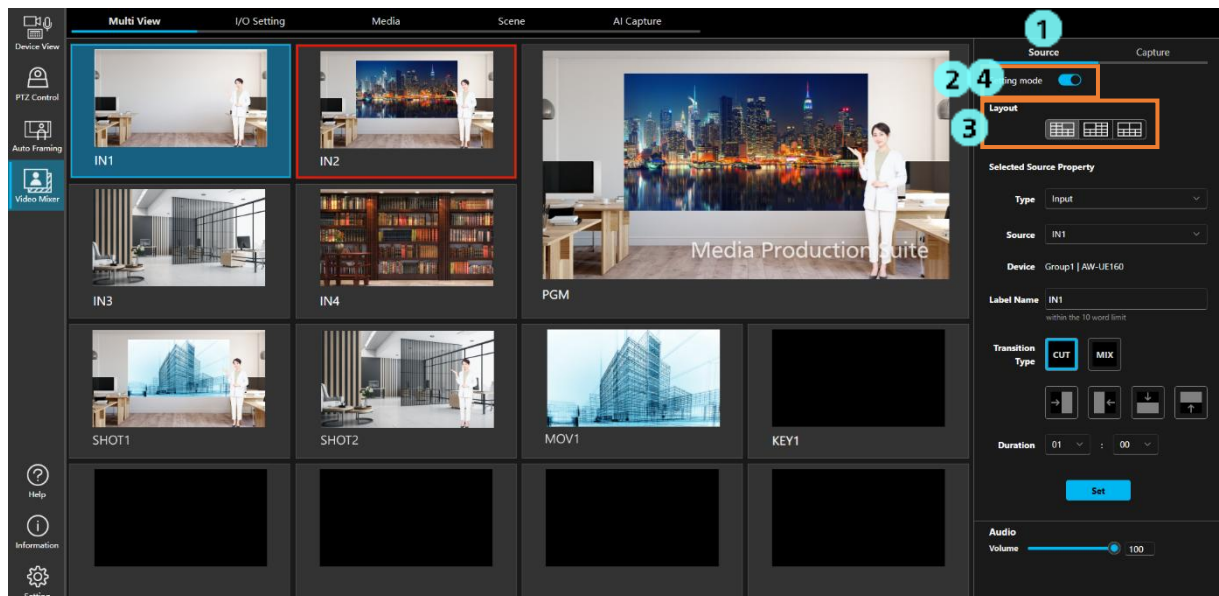 Multi View I/O Setting Media Scene AI Capture
Device View
PTZ Control
Auto Framing
Video Mixer
Help
Information
Setting
IN1
IN2
Media Production Suite
PGM
IN3
IN4
SHOT1
SHOT2
MOV1
KEY1
1
Source Capture
2 4
mode
3
Layout
Selected Source Property
Type Input
Source IN1
Device Group1 | AW-UE160
Label Name IN1
within the 10 word limit
Transition
Type CUT MIX
Duration 01 : 00
Set
Audio
Volume 100